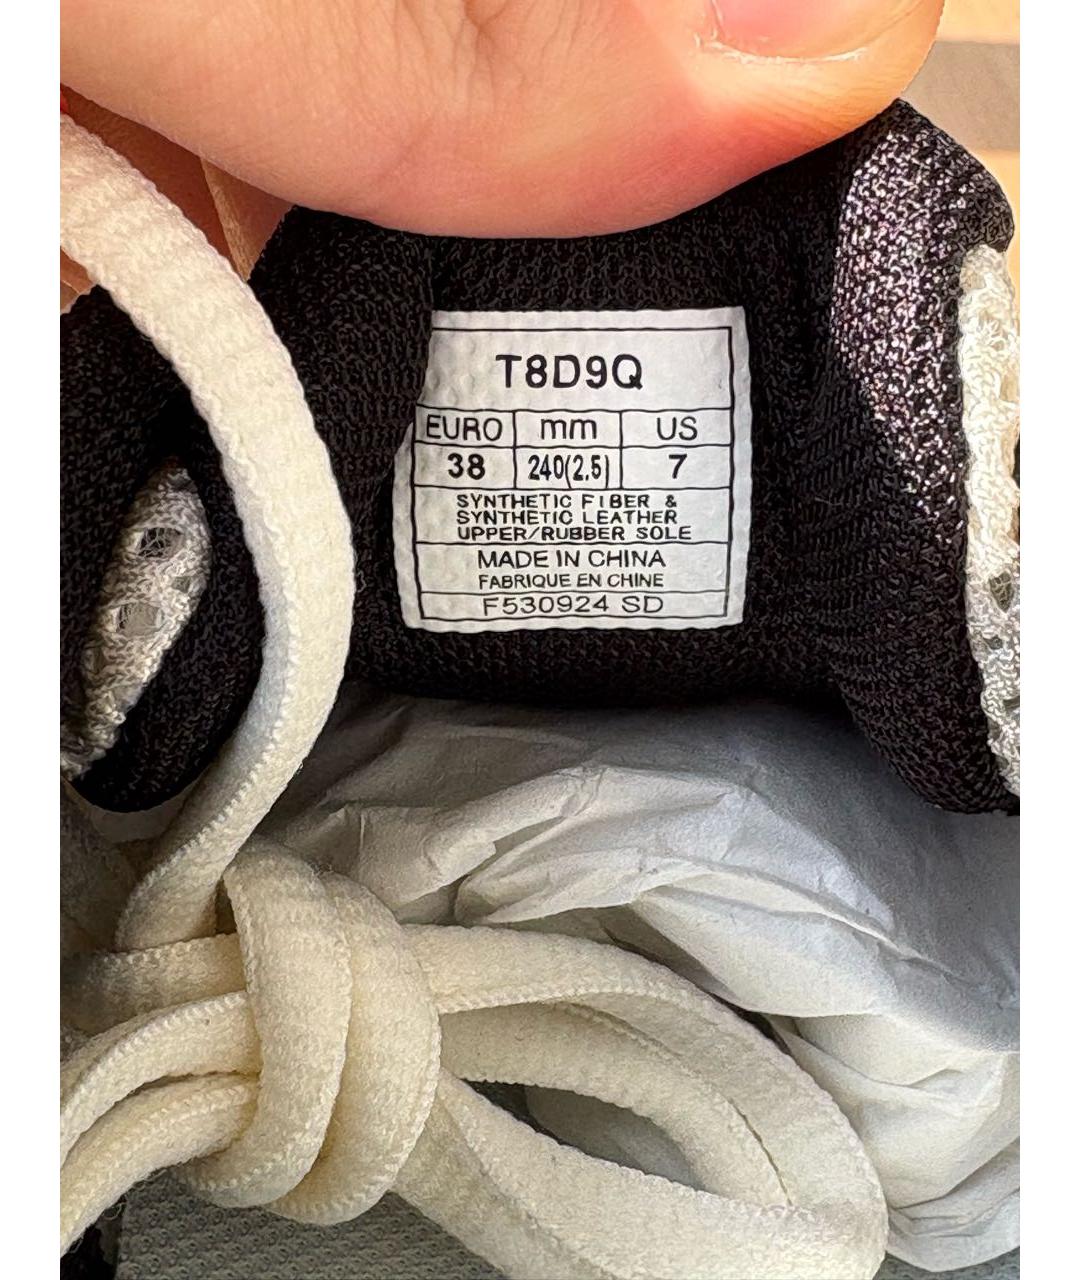 T8D9Q
EURO mm US
38 240(2.5) 7
SYNTHETIC FIBER &
SYNTHETIC LEATHER
UPPER/RUBBER SOLE
MADE IN CHINA
FABRIQUE EN CHINE
F530924 SD